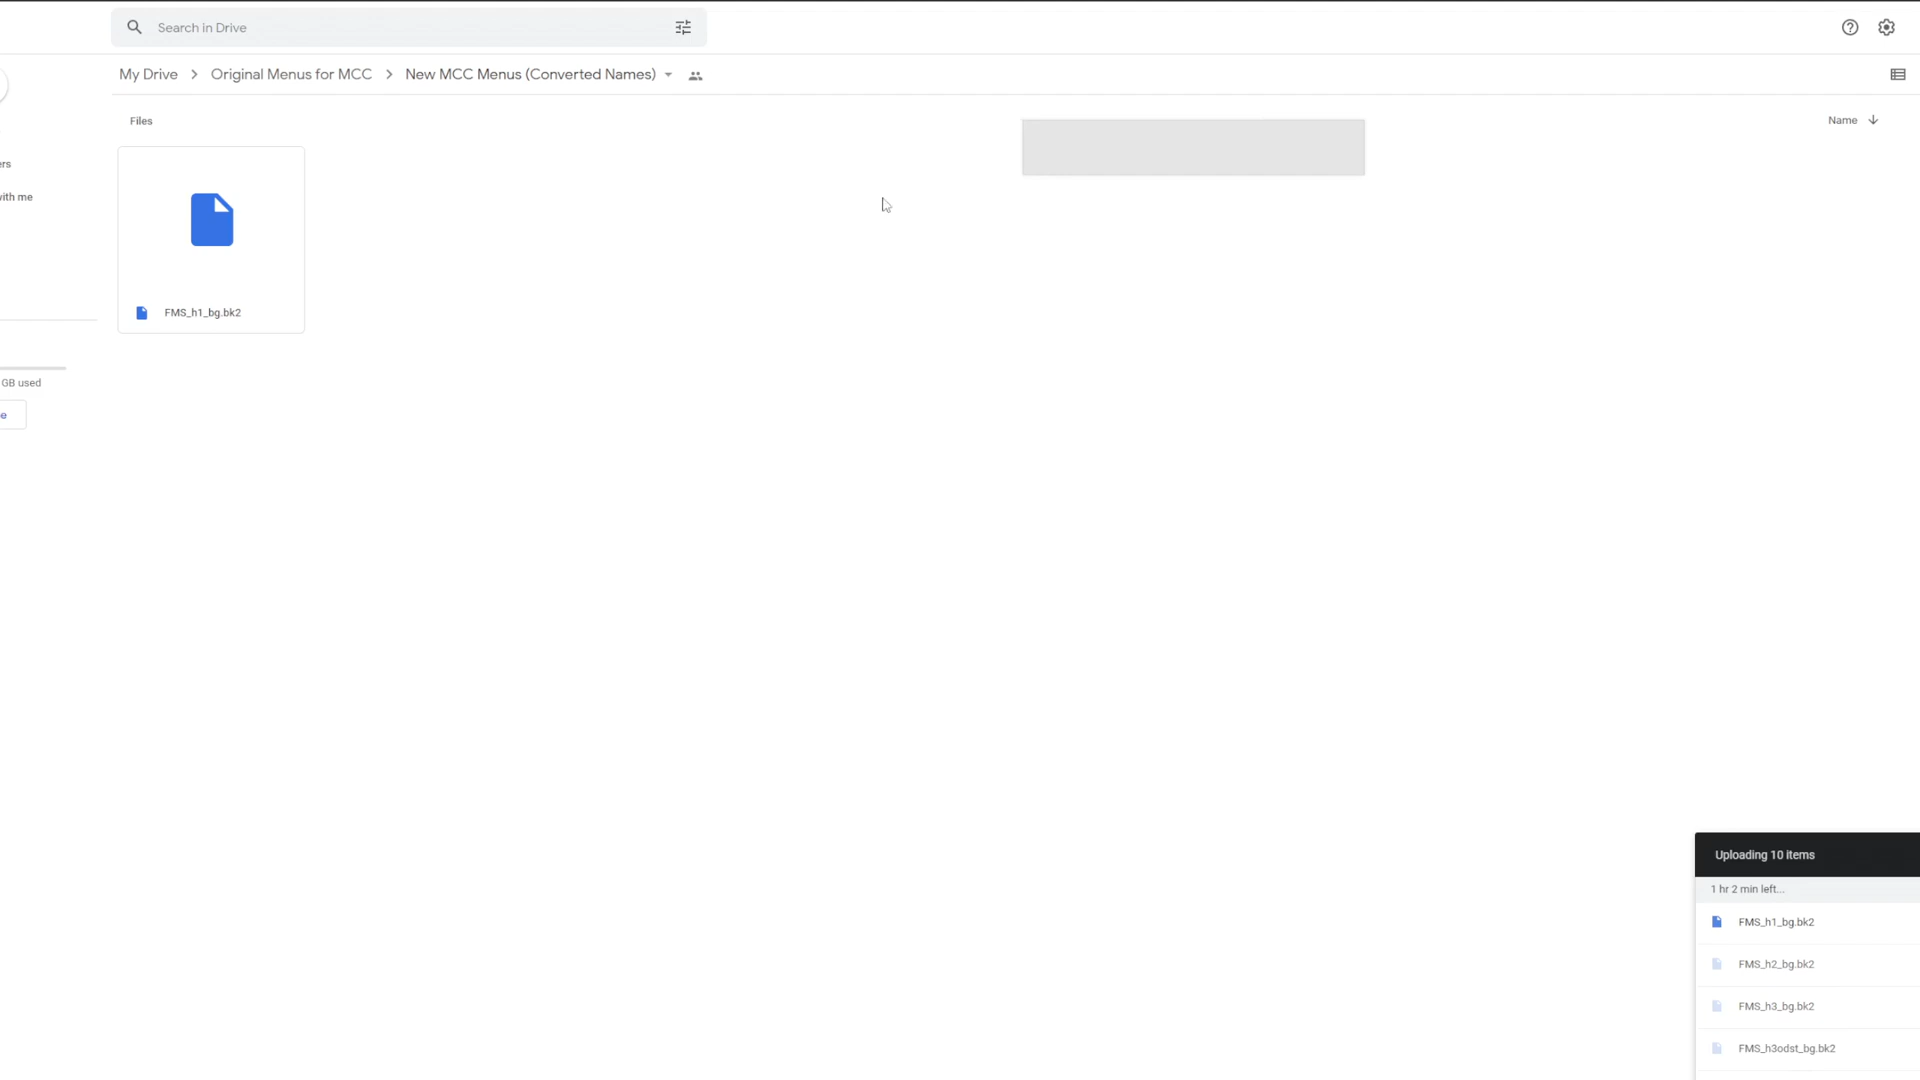 Search in Drive
My Drive > Original Menus for MCC > New MCC Menus (Converted Names)
Files
Name
ers
with me
FMS_h1_bg.bk2
GB used
e
Uploading 10 items
1 hr 2 min left...
FMS_h1_bg.bk2
FMS_h2_bg.bk2
FMS_h3_bg.bk2
FMS_h3odst_bg.bk2